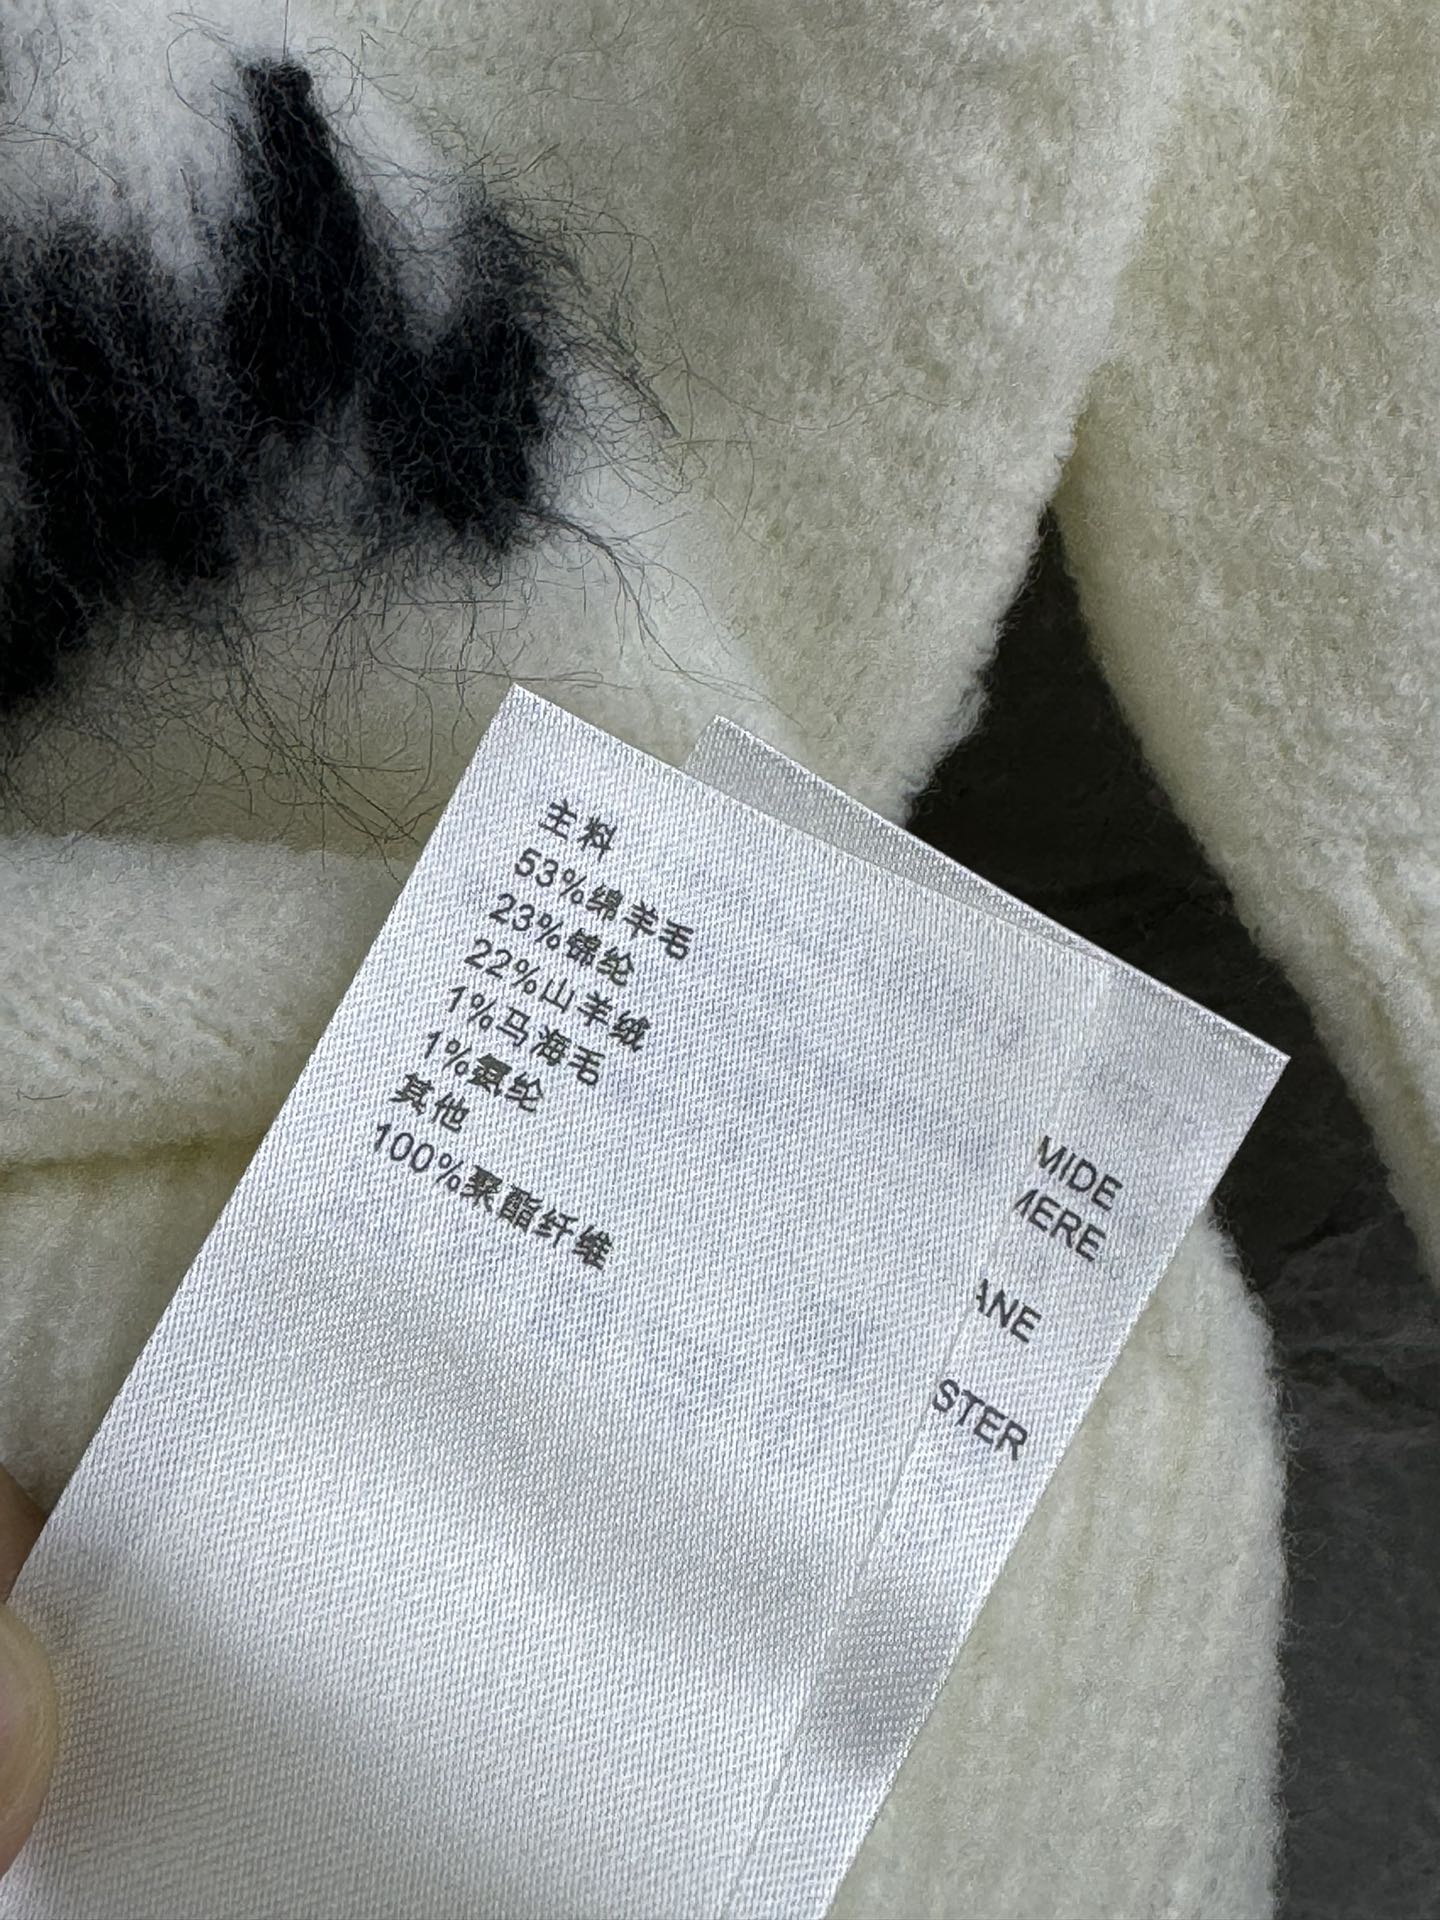 主料
53%绵羊毛
23%锦纶
22%山羊绒
1%马海毛
1%氨纶
其他
100%聚酯纤维
MIDE
MERE
ANE
STER